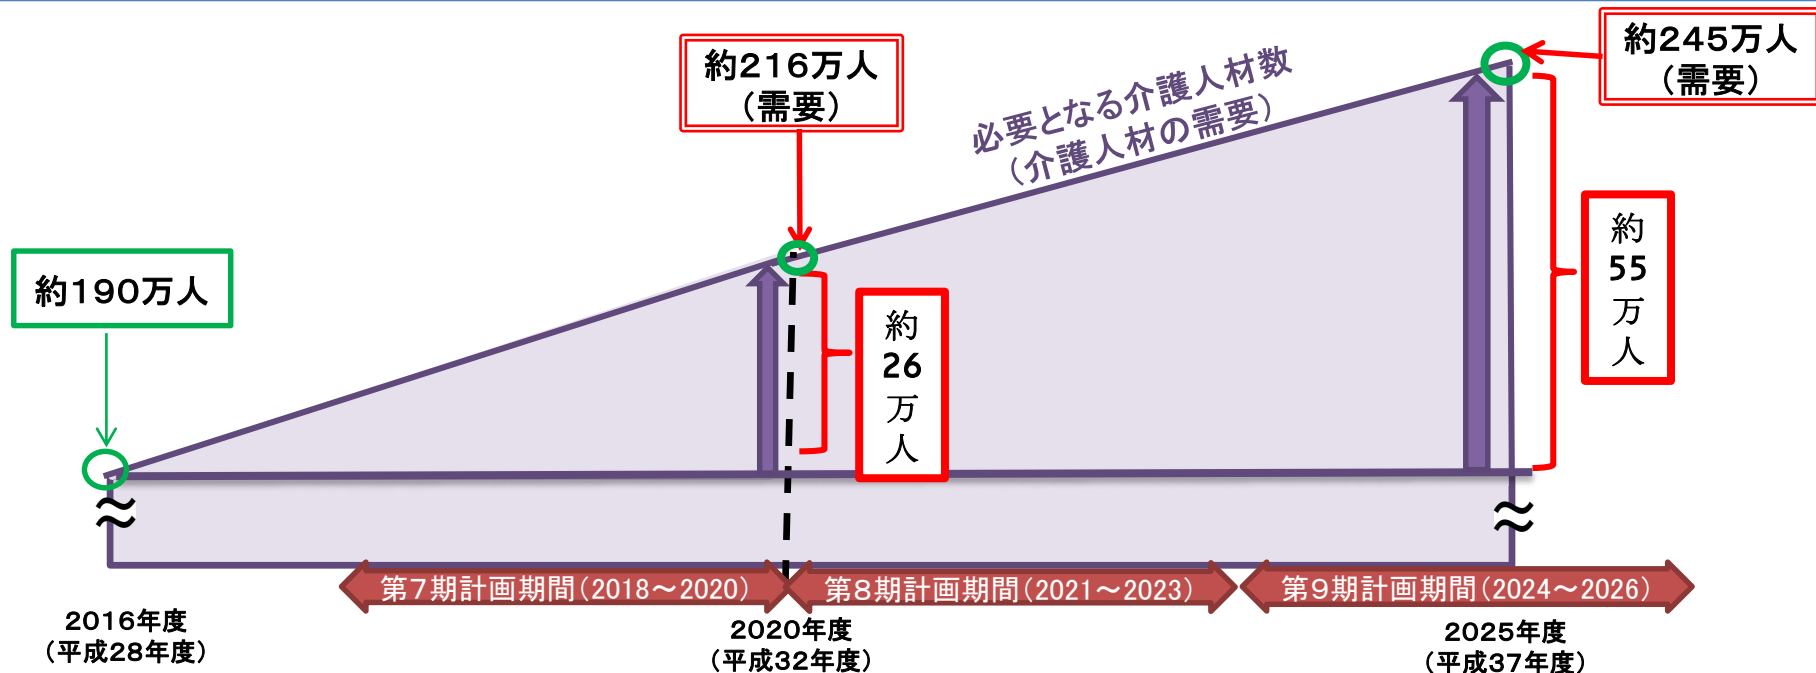 約216万人
(需要)
約245万人
(需要)
必要となる介護人材数
(介護人材の需要)
約190万人
約
26
万
人
約
55
万
人
第7期計画期間(2018～2020)
第8期計画期間(2021～2023)
第9期計画期間(2024～2026)
2016年度
(平成28年度)
2020年度
(平成32年度)
2025年度
(平成37年度)